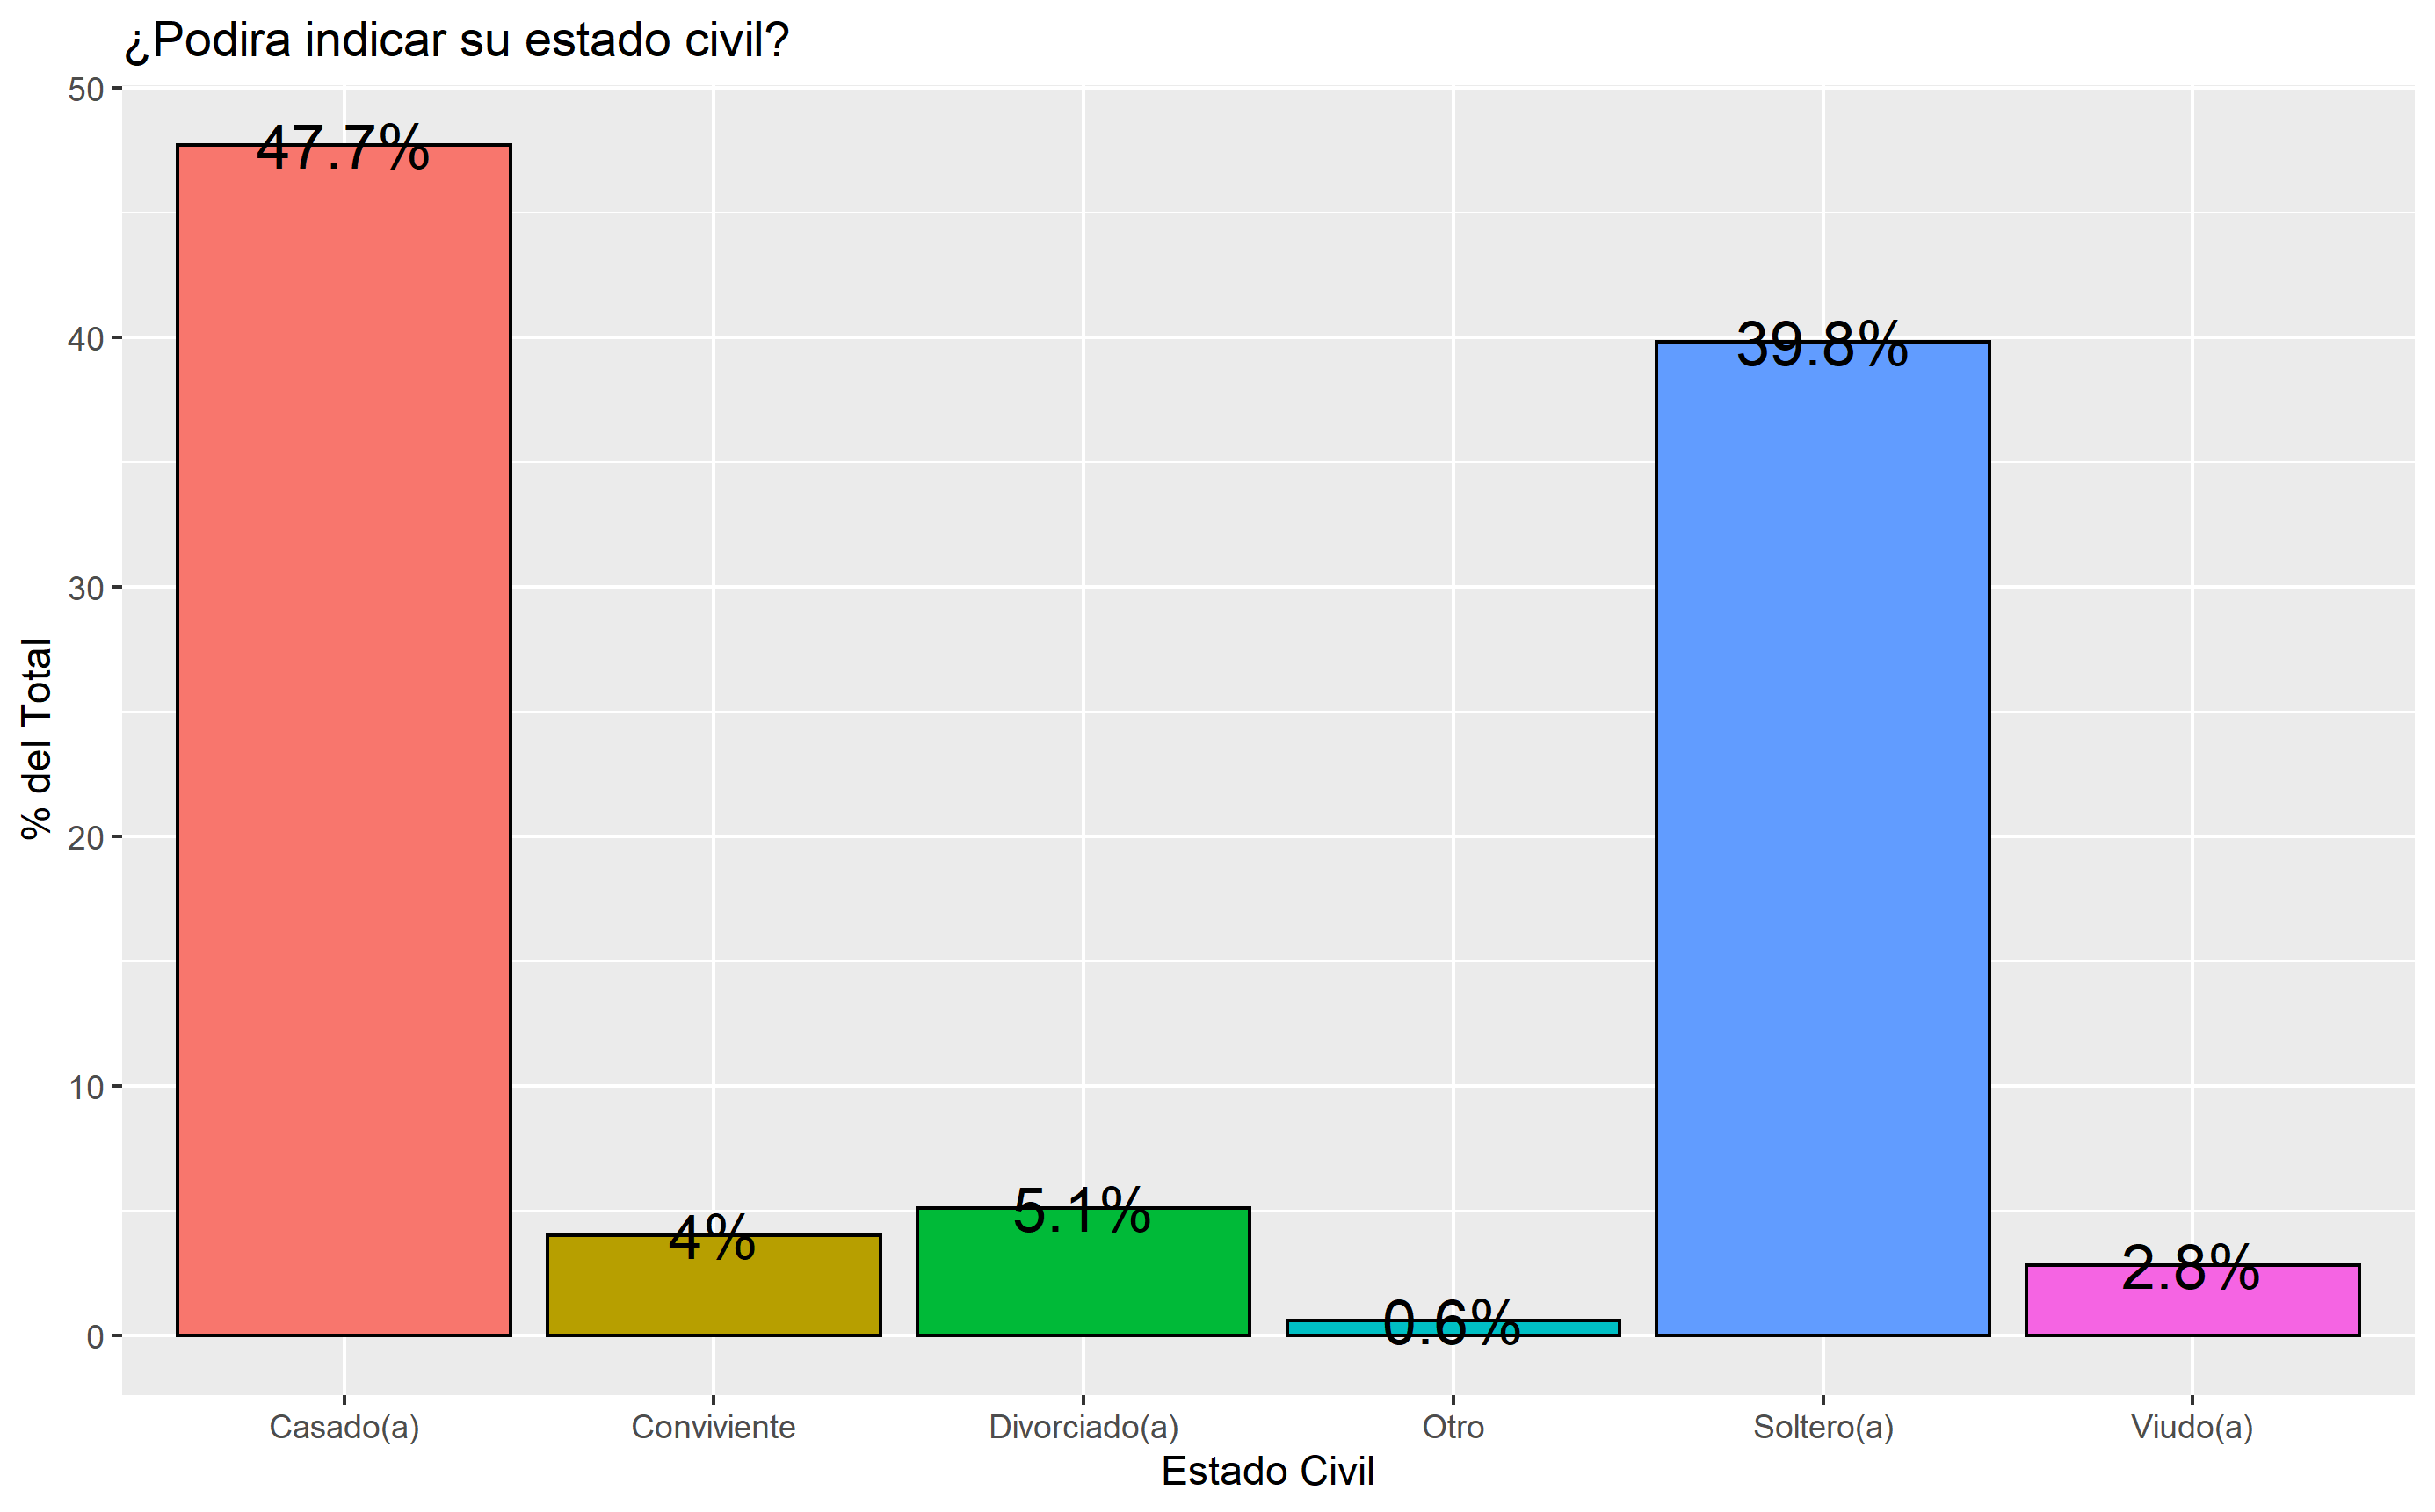 ¿Podira indicar su estado civil?
% del Total
50
40
30
20
10
0
47.7%
4%
5.1%
0.6%
39.8%
2.8%
Casado(a)
Conviviente
Divorciado(a)
Otro
Soltero(a)
Viudo(a)
Estado Civil